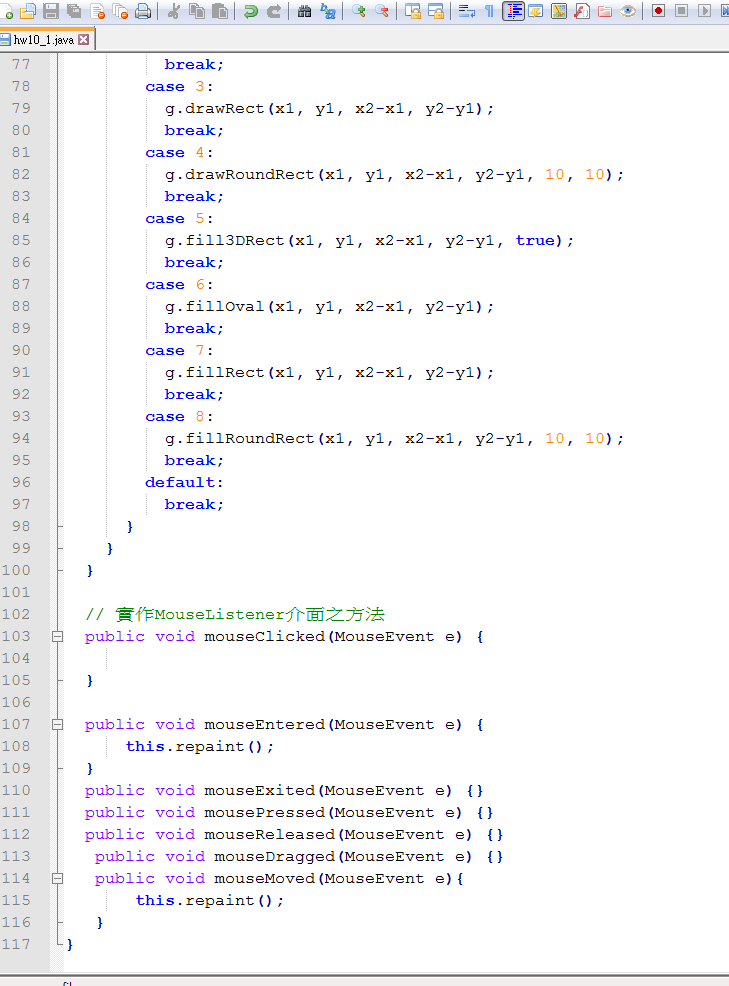 hw10_1.java
77 break;
78 case 3:
79 g.drawRect(x1, y1, x2-x1, y2-y1);
80 break;
81 case 4:
82 g.drawRoundRect(x1, y1, x2-x1, y2-y1, 10, 10);
83 break;
84 case 5:
85 g.fill3DRect(x1, y1, x2-x1, y2-y1, true);
86 break;
87 case 6:
88 g.fillOval(x1, y1, x2-x1, y2-y1);
89 break;
90 case 7:
91 g.fillRect(x1, y1, x2-x1, y2-y1);
92 break;
93 case 8:
94 g.fillRoundRect(x1, y1, x2-x1, y2-y1, 10, 10);
95 break;
96 default:
97 break;
98 }
99 }
100 }
101
102 // 實作MouseListener介面之方法
103 public void mouseClicked(MouseEvent e) {
104
105 }
106
107 public void mouseEntered(MouseEvent e) {
108 this.repaint();
109 }
110 public void mouseExited(MouseEvent e) {}
111 public void mousePressed(MouseEvent e) {}
112 public void mouseReleased(MouseEvent e) {}
113 public void mouseDragged(MouseEvent e) {}
114 public void mouseMoved(MouseEvent e){
115 this.repaint();
116 }
117 }